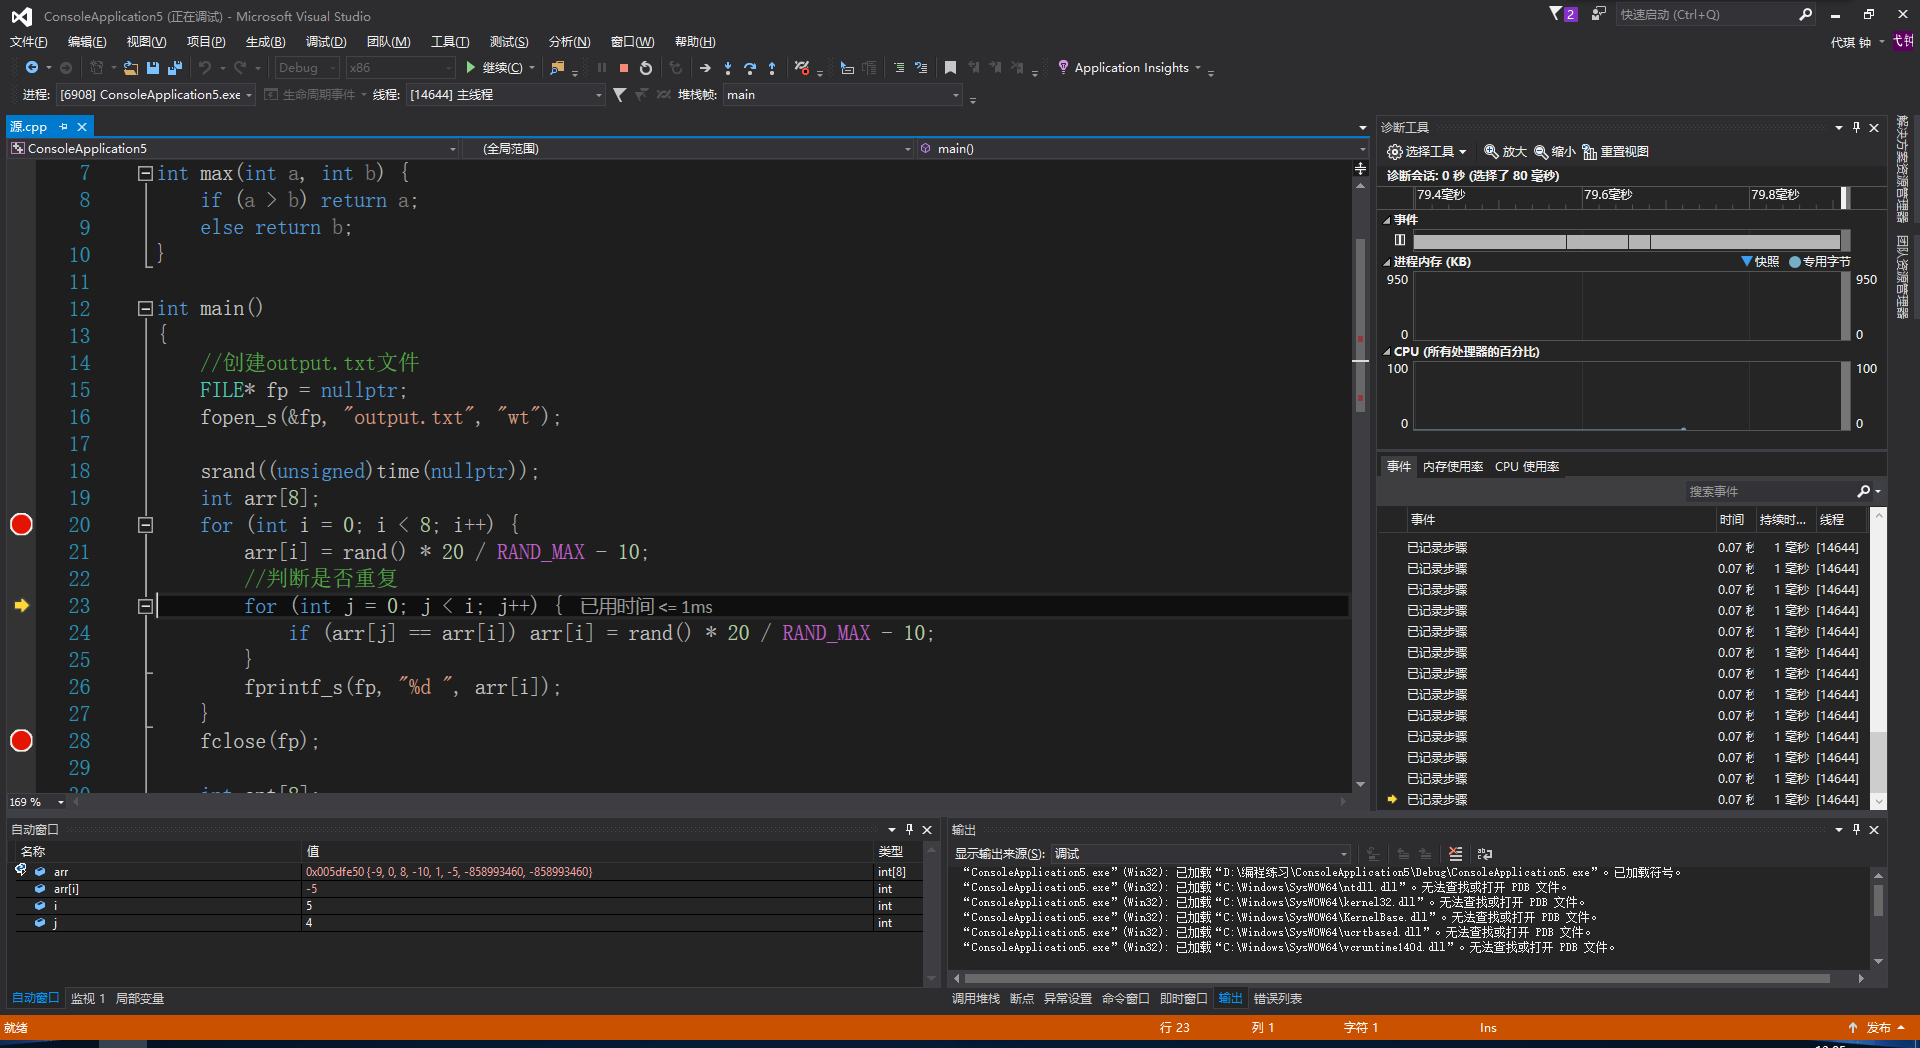 ConsoleApplication5 (正在调试) - Microsoft Visual Studio
2
快速启动 (Ctrl+Q)
文件(F) 编辑(E) 视图(V) 项目(P) 生成(B) 调试(D) 团队(M) 工具(T) 测试(S) 分析(N) 窗口(W) 帮助(H)
代琪 钟
代钟
Debug x86 继续(C) Application Insights
进程: [6908] ConsoleApplication5.exe 生命周期事件 线程: [14644] 主线程 堆栈帧: main
源.cpp
ConsoleApplication5 (全局范围) main()
7 int max(int a, int b) {
8 if (a > b) return a;
9 else return b;
10 }
11
12 int main()
13 {
14 //创建output.txt文件
15 FILE* fp = nullptr;
16 fopen_s(&fp, "output.txt", "wt");
17
18 srand((unsigned)time(nullptr));
19 int arr[8];
20 for (int i = 0; i < 8; i++) {
21 arr[i] = rand() * 20 / RAND_MAX - 10;
22 //判断是否重复
23 for (int j = 0; j < i; j++) { 已用时间 <= 1ms
24 if (arr[j] == arr[i]) arr[i] = rand() * 20 / RAND_MAX - 10;
25 }
26 fprintf_s(fp, "%d ", arr[i]);
27 }
28 fclose(fp);
29
169 %
诊断工具
选择工具 放大 缩小 重置视图
诊断会话: 0 秒 (选择了 80 毫秒)
79.4毫秒 79.6毫秒 79.8毫秒
事件
进程内存 (KB) 快照 专用字节
950 950
0 0
CPU (所有处理器的百分比)
100 100
0 0
事件 内存使用率 CPU 使用率
搜索事件
事件 时间 持续时... 线程
已记录步骤 0.07 秒 1 毫秒 [14644]
已记录步骤 0.07 秒 1 毫秒 [14644]
已记录步骤 0.07 秒 1 毫秒 [14644]
已记录步骤 0.07 秒 1 毫秒 [14644]
已记录步骤 0.07 秒 1 毫秒 [14644]
已记录步骤 0.07 秒 1 毫秒 [14644]
已记录步骤 0.07 秒 1 毫秒 [14644]
已记录步骤 0.07 秒 1 毫秒 [14644]
已记录步骤 0.07 秒 1 毫秒 [14644]
已记录步骤 0.07 秒 1 毫秒 [14644]
已记录步骤 0.07 秒 1 毫秒 [14644]
已记录步骤 0.07 秒 1 毫秒 [14644]
已记录步骤 0.07 秒 1 毫秒 [14644]
解决方案资源管理器
团队资源管理器
自动窗口
名称 值 类型
arr 0x005dfe50 {-9, 0, 8, -10, 1, -5, -858993460, -858993460} int[8]
arr[i] -5 int
i 5 int
j 4 int
自动窗口 监视 1 局部变量
输出
显示输出来源(S): 调试
“ConsoleApplication5.exe”(Win32): 已加载“D:\编程练习\ConsoleApplication5\Debug\ConsoleApplication5.exe”。已加载符号。
“ConsoleApplication5.exe”(Win32): 已加载“C:\Windows\SysWOW64\ntdll.dll”。无法查找或打开 PDB 文件。
“ConsoleApplication5.exe”(Win32): 已加载“C:\Windows\SysWOW64\kernel32.dll”。无法查找或打开 PDB 文件。
“ConsoleApplication5.exe”(Win32): 已加载“C:\Windows\SysWOW64\KernelBase.dll”。无法查找或打开 PDB 文件。
“ConsoleApplication5.exe”(Win32): 已加载“C:\Windows\SysWOW64\ucrtbased.dll”。无法查找或打开 PDB 文件。
“ConsoleApplication5.exe”(Win32): 已加载“C:\Windows\SysWOW64\vcruntime140d.dll”。无法查找或打开 PDB 文件。
调用堆栈 断点 异常设置 命令窗口 即时窗口 输出 错误列表
就绪 行 23 列 1 字符 1 Ins 发布